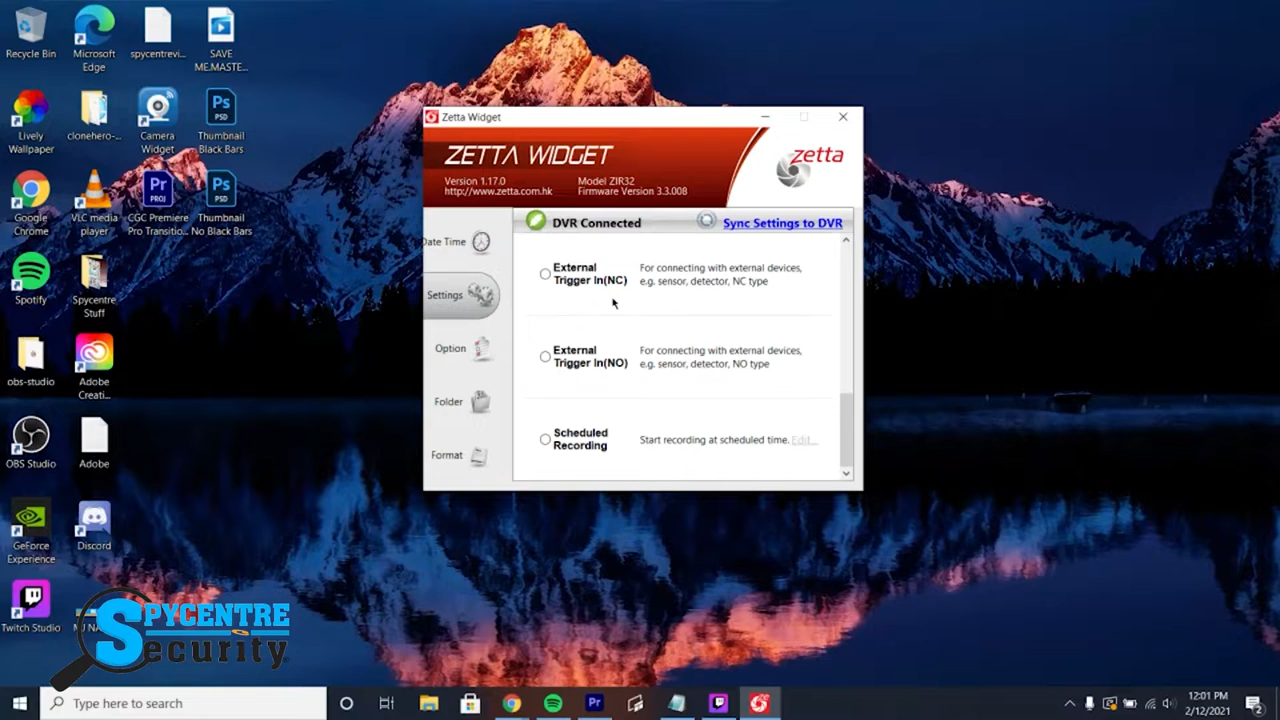 Recycle Bin
Microsoft
Edge
spycentrevi...
SAVE
ME.MASTE...
Lively
Wallpaper
clonehero-...
Camera
Widget
Thumbnail
Black Bars
Google
Chrome
VLC media
player
CGC Premiere
Pro Transitio...
Thumbnail
No Black Bars
Spotify
Spycentre
Stuff
obs-studio
Adobe
Creati...
OBS Studio
Adobe
GeForce
Experience
Discord
Twitch Studio
SPYCENTRE
Security
Zetta Widget
ZETTA WIDGET
zetta
Version 1.17.0
Model ZIR32
http://www.zetta.com.hk
Firmware Version 3.3.008
DVR Connected
Sync Settings to DVR
Date Time
Settings
Option
Folder
Format
External
Trigger In(NC)
For connecting with external devices,
e.g. sensor, detector, NC type
External
Trigger In(NO)
For connecting with external devices,
e.g. sensor, detector, NO type
Scheduled
Recording
Start recording at scheduled time. Edit...
Type here to search
12:01 PM
2/12/2021